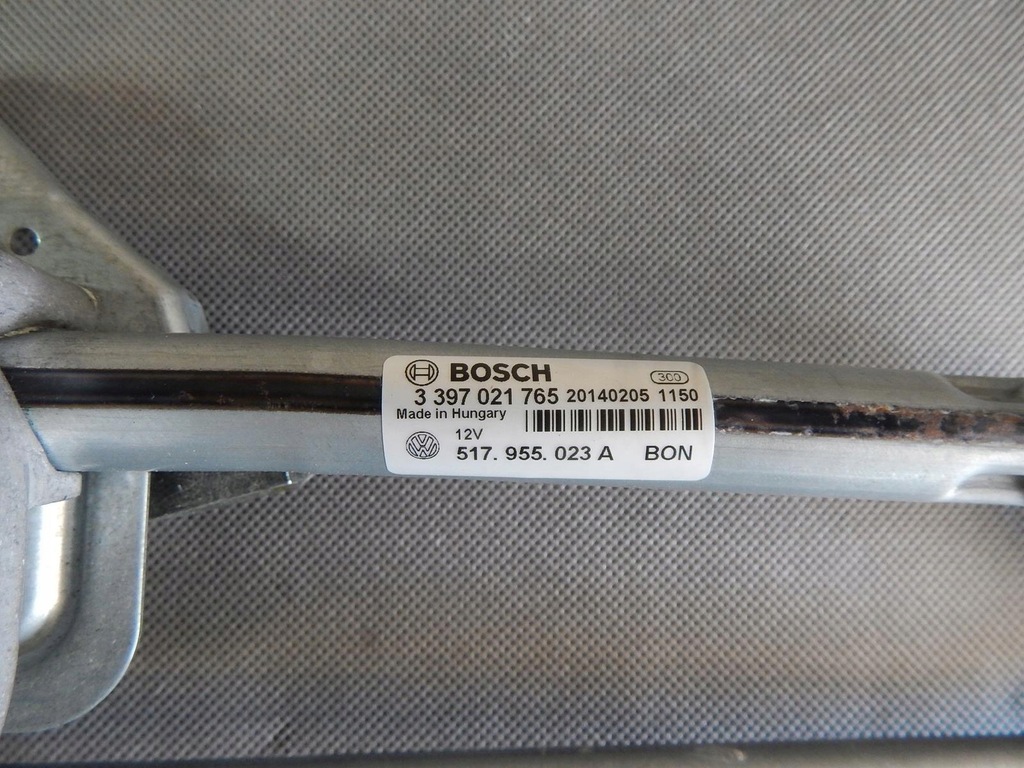 BOSCH 300
3 397 021 765 20140205 1150
Made in Hungary
12V
517. 955. 023 A BON